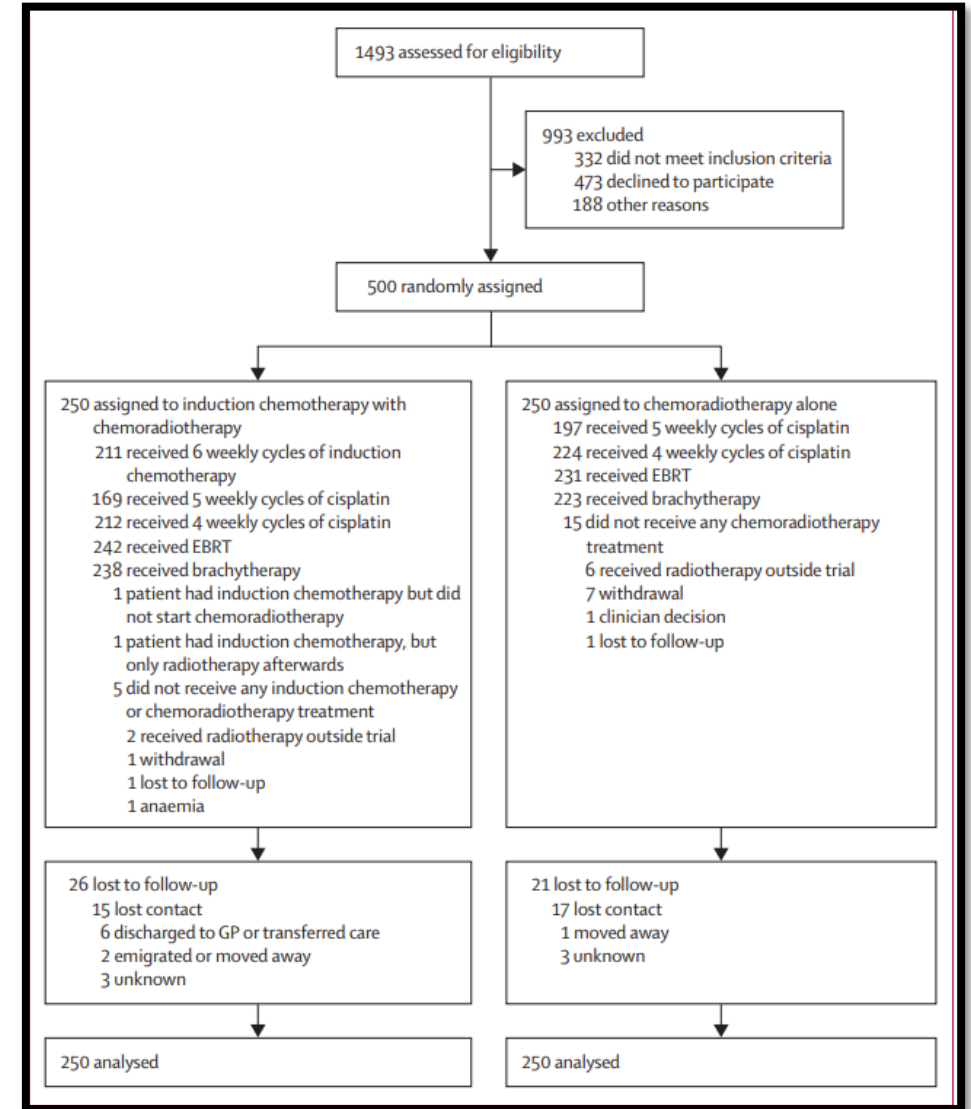 1493 assessed for eligibility
993 excluded
332 did not meet inclusion criteria
473 declined to participate
188 other reasons
500 randomly assigned
250 assigned to induction chemotherapy with
chemoradiotherapy
211 received 6 weekly cycles of induction
chemotherapy
169 received 5 weekly cycles of cisplatin
212 received 4 weekly cycles of cisplatin
242 received EBRT
238 received brachytherapy
1 patient had induction chemotherapy but did
not start chemoradiotherapy
1 patient had induction chemotherapy, but
only radiotherapy afterwards
5 did not receive any induction chemotherapy
or chemoradiotherapy treatment
2 received radiotherapy outside trial
1 withdrawal
1 lost to follow-up
1 anaemia
250 assigned to chemoradiotherapy alone
197 received 5 weekly cycles of cisplatin
224 received 4 weekly cycles of cisplatin
231 received EBRT
223 received brachytherapy
15 did not receive any chemoradiotherapy
treatment
6 received radiotherapy outside trial
7 withdrawal
1 clinician decision
1 lost to follow-up
26 lost to follow-up
15 lost contact
6 discharged to GP or transferred care
2 emigrated or moved away
3 unknown
21 lost to follow-up
17 lost contact
1 moved away
3 unknown
250 analysed
250 analysed